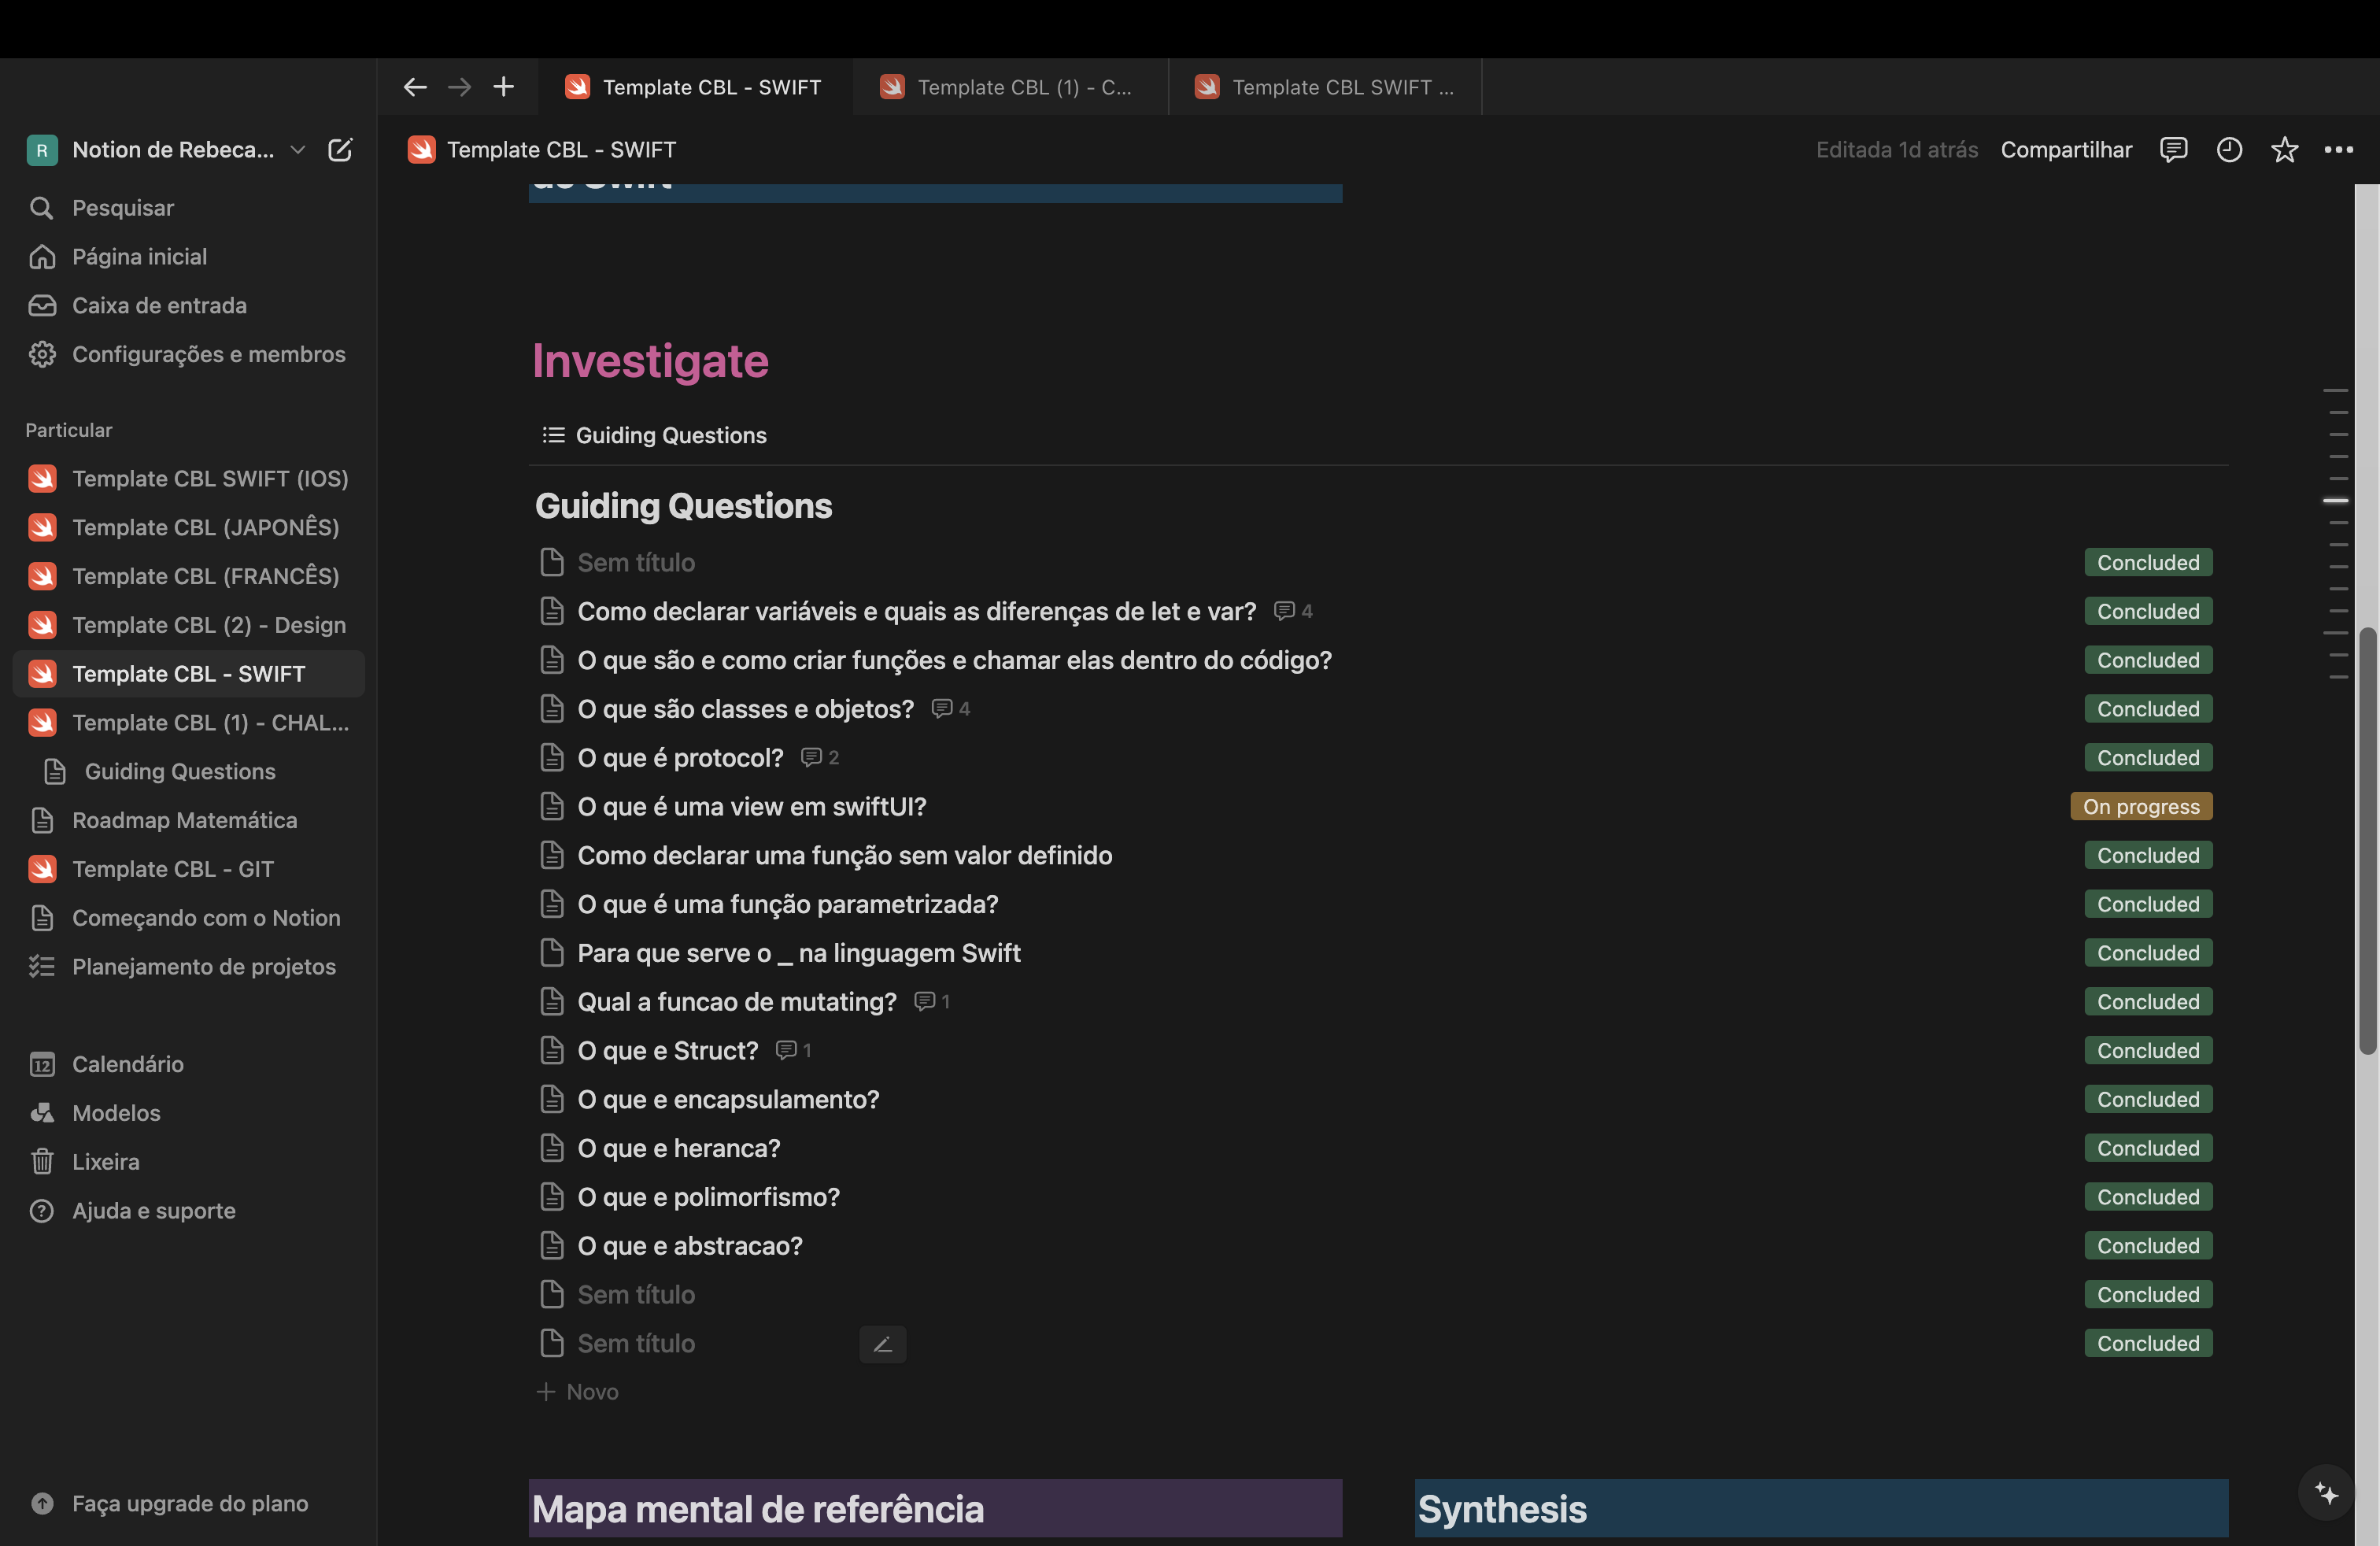 Template CBL - SWIFT
Template CBL (1) - C...
Template CBL SWIFT ...
R
Notion de Rebeca...
Template CBL - SWIFT
Editada 1d atrás
Compartilhar
Pesquisar
Página inicial
Caixa de entrada
Configurações e membros
Particular
Template CBL SWIFT (IOS)
Template CBL (JAPONÊS)
Template CBL (FRANCÊS)
Template CBL (2) - Design
Template CBL - SWIFT
Template CBL (1) - CHAL...
Guiding Questions
Roadmap Matemática
Template CBL - GIT
Começando com o Notion
Planejamento de projetos
12
Calendário
Modelos
Lixeira
Ajuda e suporte
Faça upgrade do plano
de Swift
Investigate
Guiding Questions
Guiding Questions
Sem título Concluded
Como declarar variáveis e quais as diferenças de let e var? 4 Concluded
O que são e como criar funções e chamar elas dentro do código? Concluded
O que são classes e objetos? 4 Concluded
O que é protocol? 2 Concluded
O que é uma view em swiftUI? On progress
Como declarar uma função sem valor definido Concluded
O que é uma função parametrizada? Concluded
Para que serve o _ na linguagem Swift Concluded
Qual a funcao de mutating? 1 Concluded
O que e Struct? 1 Concluded
O que e encapsulamento? Concluded
O que e heranca? Concluded
O que e polimorfismo? Concluded
O que e abstracao? Concluded
Sem título Concluded
Sem título Concluded
Novo
Mapa mental de referência
Synthesis